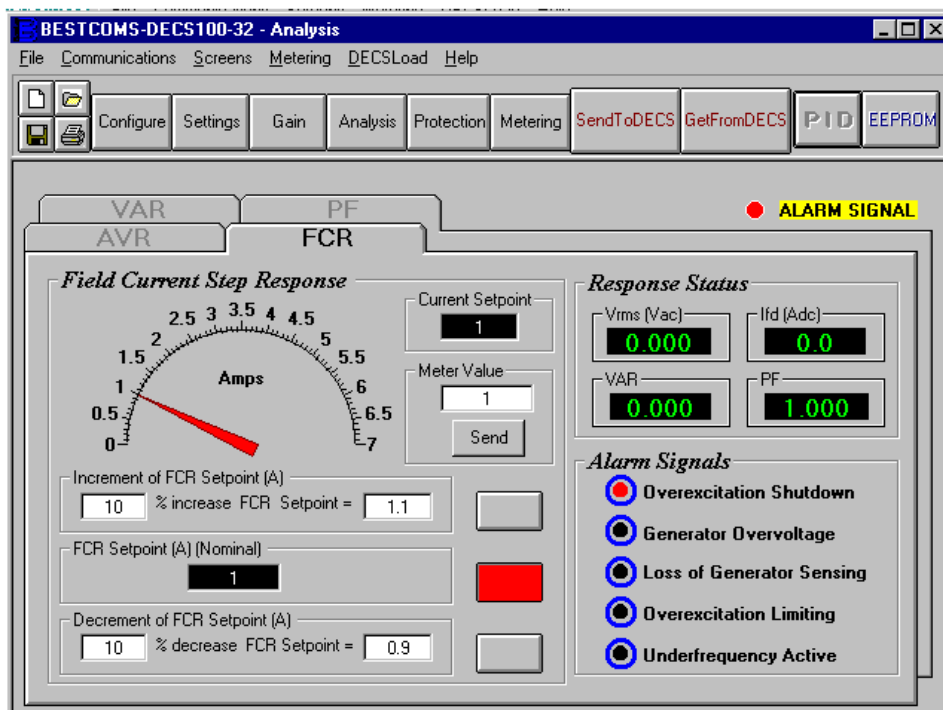 BESTCOMS-DECS100-32 - Analysis
File Communications Screens Metering DECSLoad Help
Configure Settings Gain Analysis Protection Metering SendToDECS GetFromDECS PID EEPROM
VAR PF
ALARM SIGNAL
AVR FCR
Field Current Step Response
0 0.5 1 1.5 2 2.5 3 3.5 4 4.5 5 5.5 6 6.5 7
Amps
Current Setpoint
1
Meter Value
1
Send
Increment of FCR Setpoint (A)
10 % increase FCR Setpoint = 1.1
FCR Setpoint (A) (Nominal)
1
Decrement of FCR Setpoint (A)
10 % decrease FCR Setpoint = 0.9
Response Status
Vrms (Vac) Ifd (Adc)
0.000 0.0
VAR PF
0.000 1.000
Alarm Signals
Overexcitation Shutdown
Generator Overvoltage
Loss of Generator Sensing
Overexcitation Limiting
Underfrequency Active